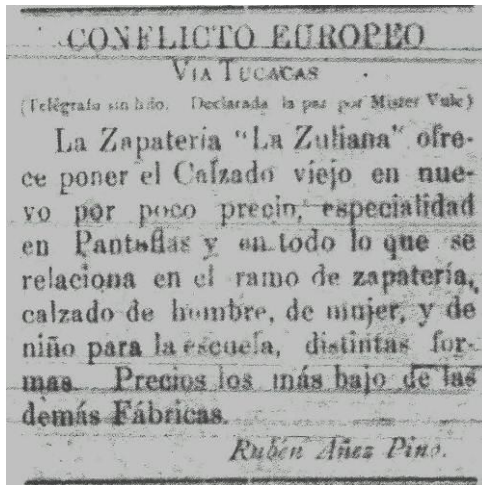 CONFLICTO EUROPEO
VIA TUCACAS
(Telégrafo sin hilo. Declarada la paz por Mister Vule)
La Zapatería "La Zuliana" ofre-
ce poner el Calzado viejo en nue-
vo por poco precio, especialidad
en Pantuflas y en todo lo que se
relaciona en el ramo de zapatería,
calzado de hombre, de mujer, y de
niño para la escuela, distintas for-
mas. Precios los más bajo de las
demás Fábricas.
Rubén Añez Pino.